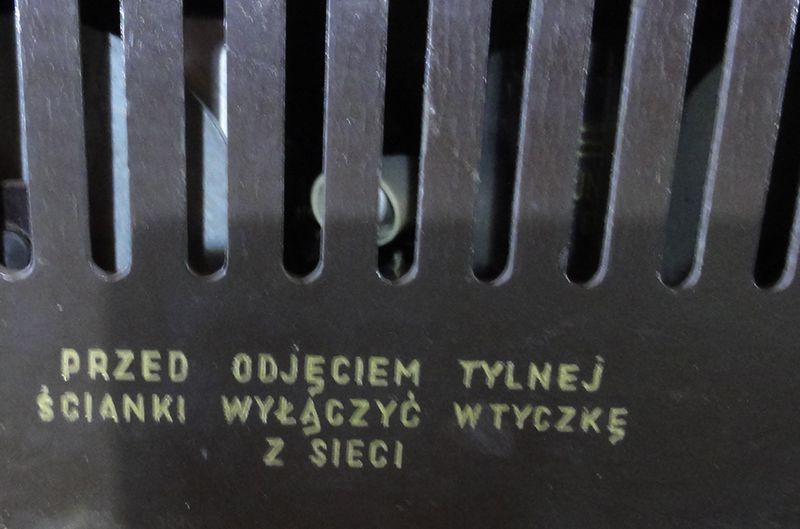 PRZED ODJĘCIEM TYLNEJ
ŚCIANKI WYŁĄCZYĆ WTYCZKĘ
Z SIECI